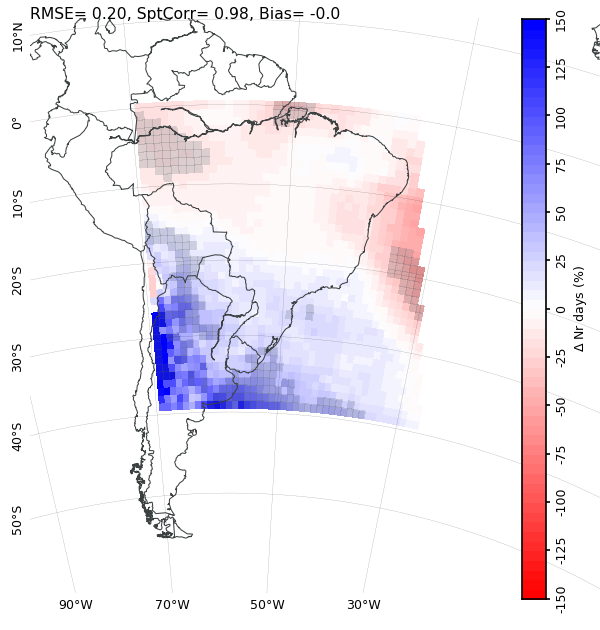 RMSE= 0.20, SptCorr= 0.98, Bias= -0.0
10°N
0°
10°S
20°S
30°S
40°S
50°S
90°W
70°W
50°W
30°W
150
125
100
75
50
25
0
-25
-50
-75
-100
-125
-150
Δ Nr days (%)